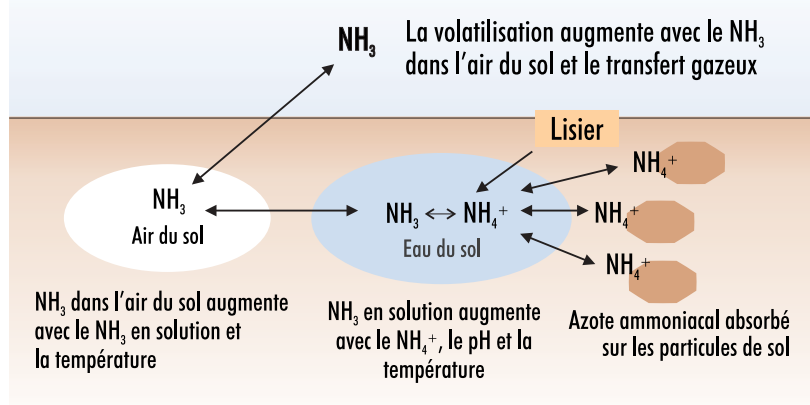 NH₃
La volatilisation augmente avec le NH₃
dans l'air du sol et le transfert gazeux
Lisier
NH₄⁺
NH₃
Air du sol
NH₃ ↔ NH₄⁺
Eau du sol
NH₄⁺
NH₄⁺
NH₃ dans l'air du sol augmente
avec le NH₃ en solution et
la température
NH₃ en solution augmente
avec le NH₄⁺, le pH et la
température
Azote ammoniacal absorbé
sur les particules de sol